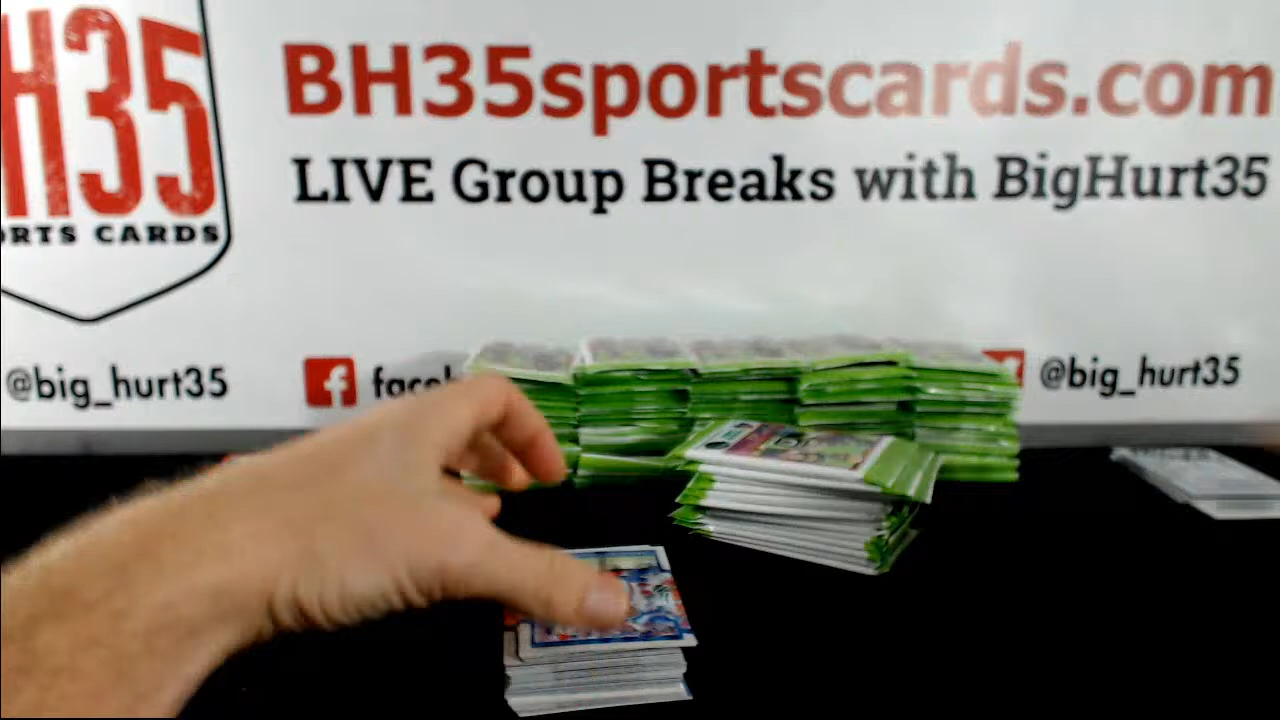 H35
RTS CARDS
BH35sportscards.com
LIVE Group Breaks with BigHurt35
@big_hurt35
f
@big_hurt35